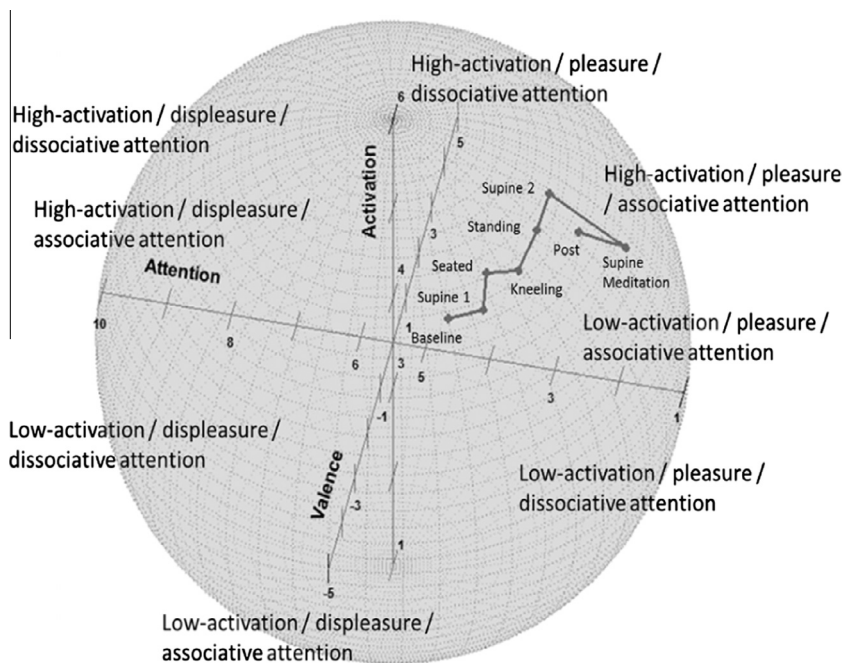 High-activation / pleasure /
dissociative attention
6
High-activation / displeasure /
dissociative attention
5
Activation
High-activation / pleasure
/ associative attention
Supine 2
High-activation / displeasure /
associative attention
3
Standing
Post
Supine
Meditation
Attention
4
Seated
Kneeling
Supine 1
10
1
Baseline
Low-activation / pleasure /
associative attention
8
6
3
5
3
1
-1
Low-activation / displeasure /
dissociative attention
Valence
Low-activation / pleasure /
dissociative attention
-3
1
-5
Low-activation / displeasure /
associative attention